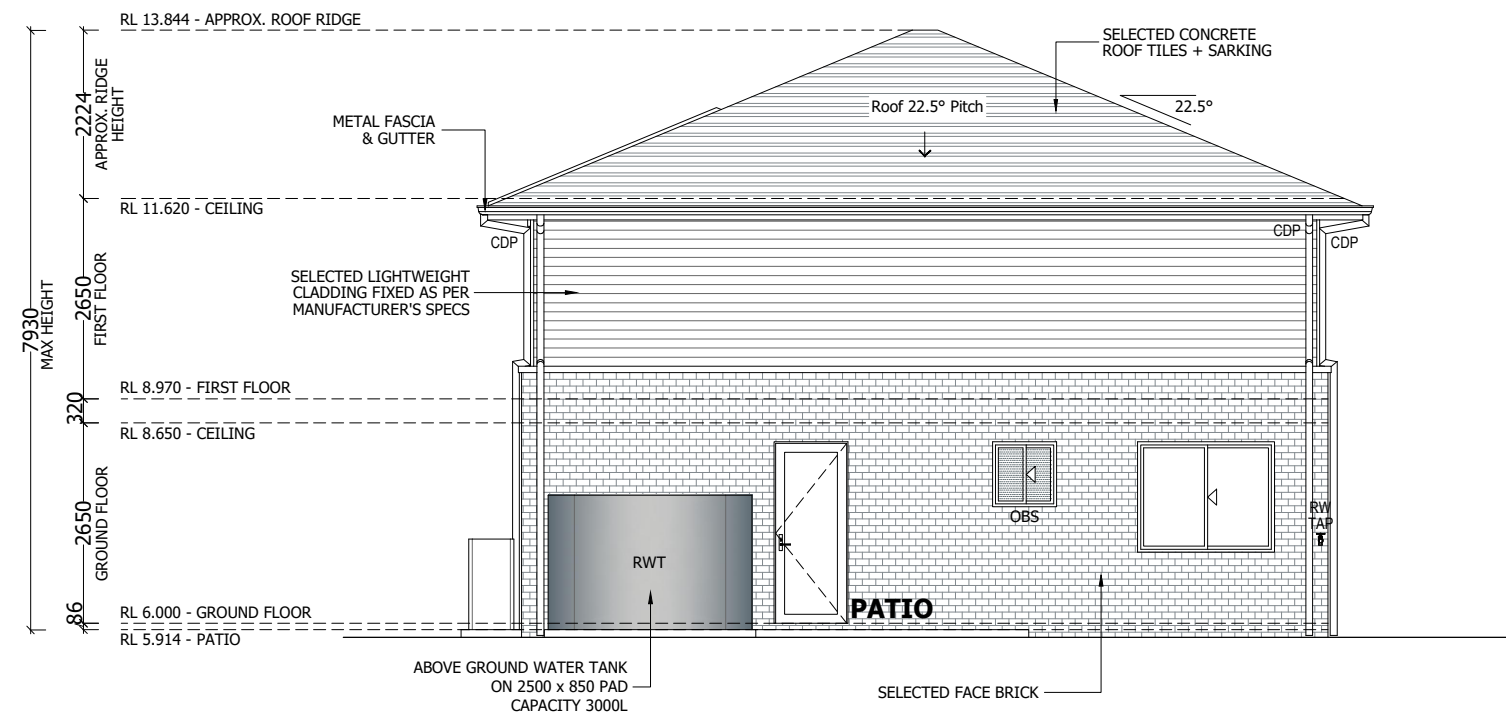 RL 13.844 - APPROX. ROOF RIDGE
SELECTED CONCRETE
ROOF TILES + SARKING
2224
APPROX. RIDGE
HEIGHT
Roof 22.5° Pitch
22.5°
METAL FASCIA
& GUTTER
RL 11.620 - CEILING
CDP
CDP
CDP
SELECTED LIGHTWEIGHT
CLADDING FIXED AS PER
MANUFACTURER'S SPECS
2650
FIRST FLOOR
7930
MAX HEIGHT
RL 8.970 - FIRST FLOOR
320
RL 8.650 - CEILING
2650
GROUND FLOOR
OBS
RW
TAP
RWT
PATIO
86
RL 6.000 - GROUND FLOOR
RL 5.914 - PATIO
ABOVE GROUND WATER TANK
ON 2500 x 850 PAD
CAPACITY 3000L
SELECTED FACE BRICK